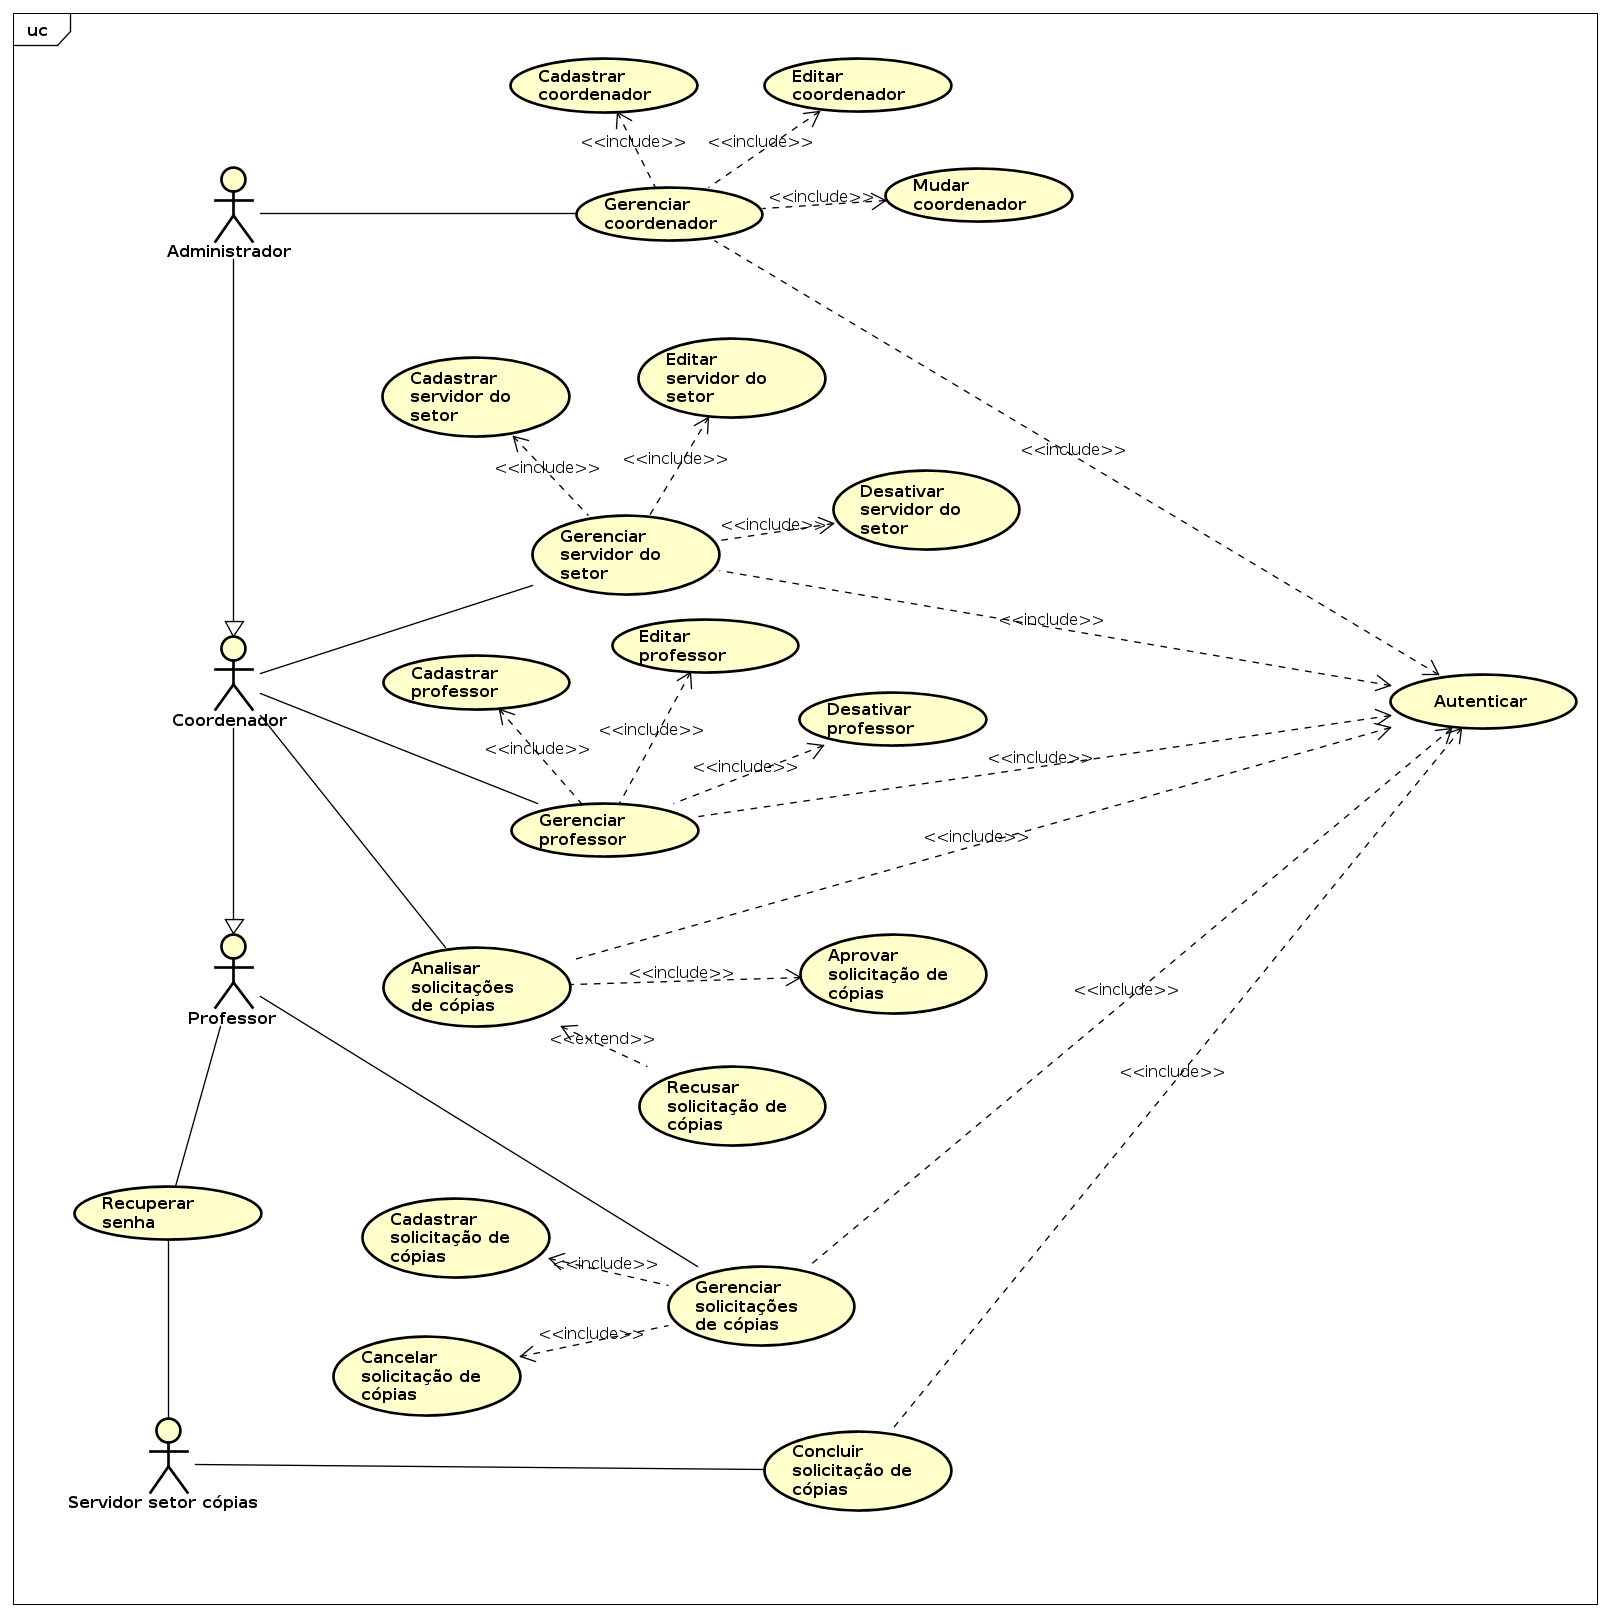 uc
Cadastrar
coordenador
Editar
coordenador
<<include>>
<<include>>
Mudar
coordenador
<<include>>
Gerenciar
coordenador
Administrador
Editar
servidor do
setor
Cadastrar
servidor do
setor
<<include>>
<<include>>
<<include>>
Desativar
servidor do
setor
<<include>>
Gerenciar
servidor do
setor
<<include>>
Editar
professor
Cadastrar
professor
Autenticar
Desativar
professor
Coordenador
<<include>>
<<include>>
<<include>>
<<include>>
Gerenciar
professor
<<include>>
Analisar
solicitações
de cópias
<<include>>
Aprovar
solicitação de
cópias
<<include>>
Professor
<<extend>>
Recusar
solicitação de
cópias
<<include>>
Recuperar
senha
Cadastrar
solicitação de
cópias
<<include>>
Gerenciar
solicitações
de cópias
<<include>>
Cancelar
solicitação de
cópias
Concluir
solicitação de
cópias
Servidor setor cópias